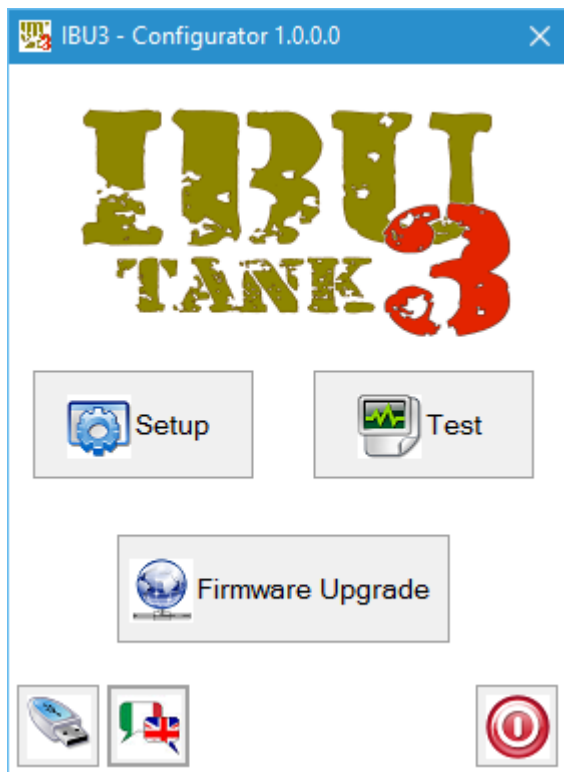 IBU3 - Configurator 1.0.0.0
IBU
TANK 3
Setup
Test
Firmware Upgrade